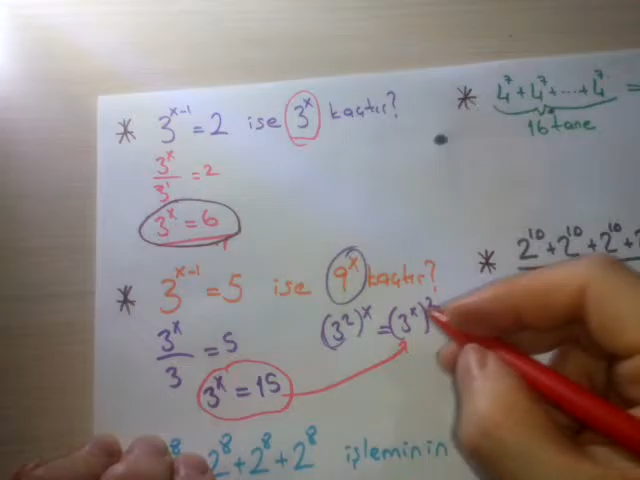 * 3^(x-1) = 2 ise 3^x kaçtır?
3^x/3^1 = 2
3^x = 6
* 4^7 + 4^7 + .... + 4^7 =
16 tane
* 3^(x-1) = 5 ise 9^x kaçtır?
3^x/3 = 5
(3^2)^x = (3^x)^2
3^x = 15
* 2^10 + 2^10 + 2^10 +
2^8 + 2^8 + 2^8 işleminin